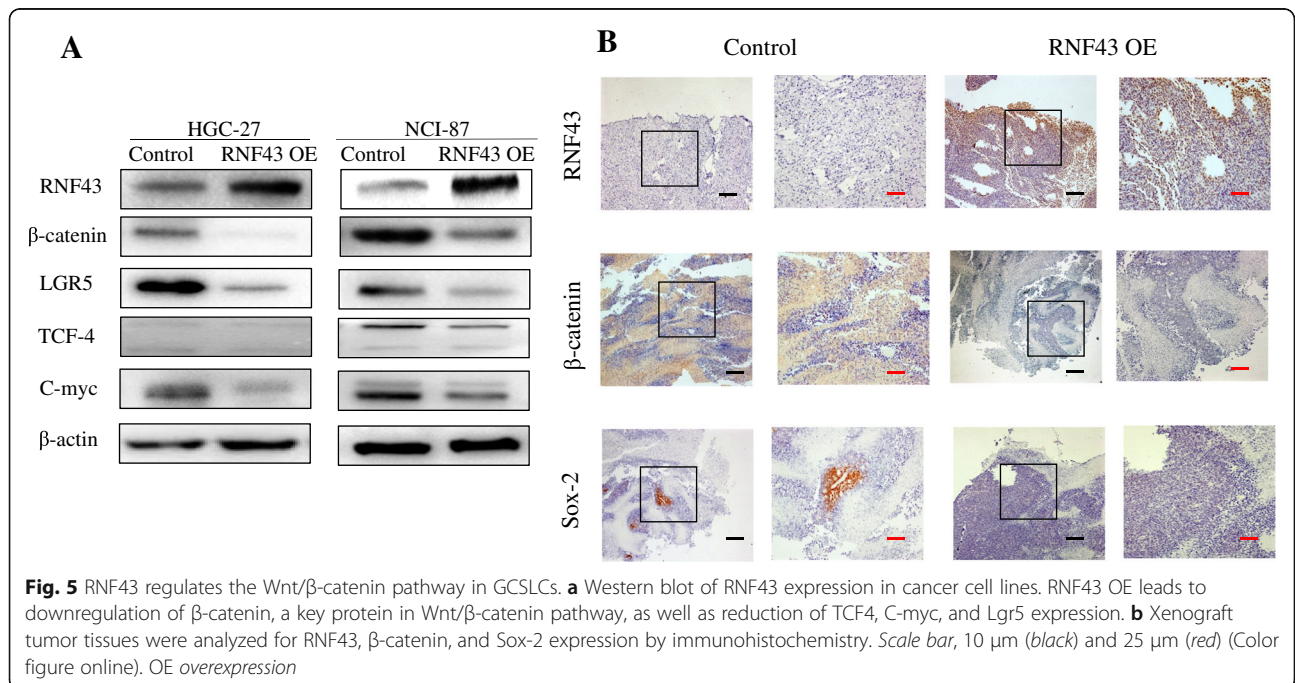 A
HGC-27
NCI-87
Control RNF43 OE
Control RNF43 OE
RNF43
β-catenin
LGR5
TCF-4
C-myc
β-actin
B
Control
RNF43 OE
RNF43
β-catenin
Sox-2
Fig. 5 RNF43 regulates the Wnt/β-catenin pathway in GCSLCs. a Western blot of RNF43 expression in cancer cell lines. RNF43 OE leads to
downregulation of β-catenin, a key protein in Wnt/β-catenin pathway, as well as reduction of TCF4, C-myc, and Lgr5 expression. b Xenograft
tumor tissues were analyzed for RNF43, β-catenin, and Sox-2 expression by immunohistochemistry. Scale bar, 10 μm (black) and 25 μm (red) (Color
figure online). OE overexpression